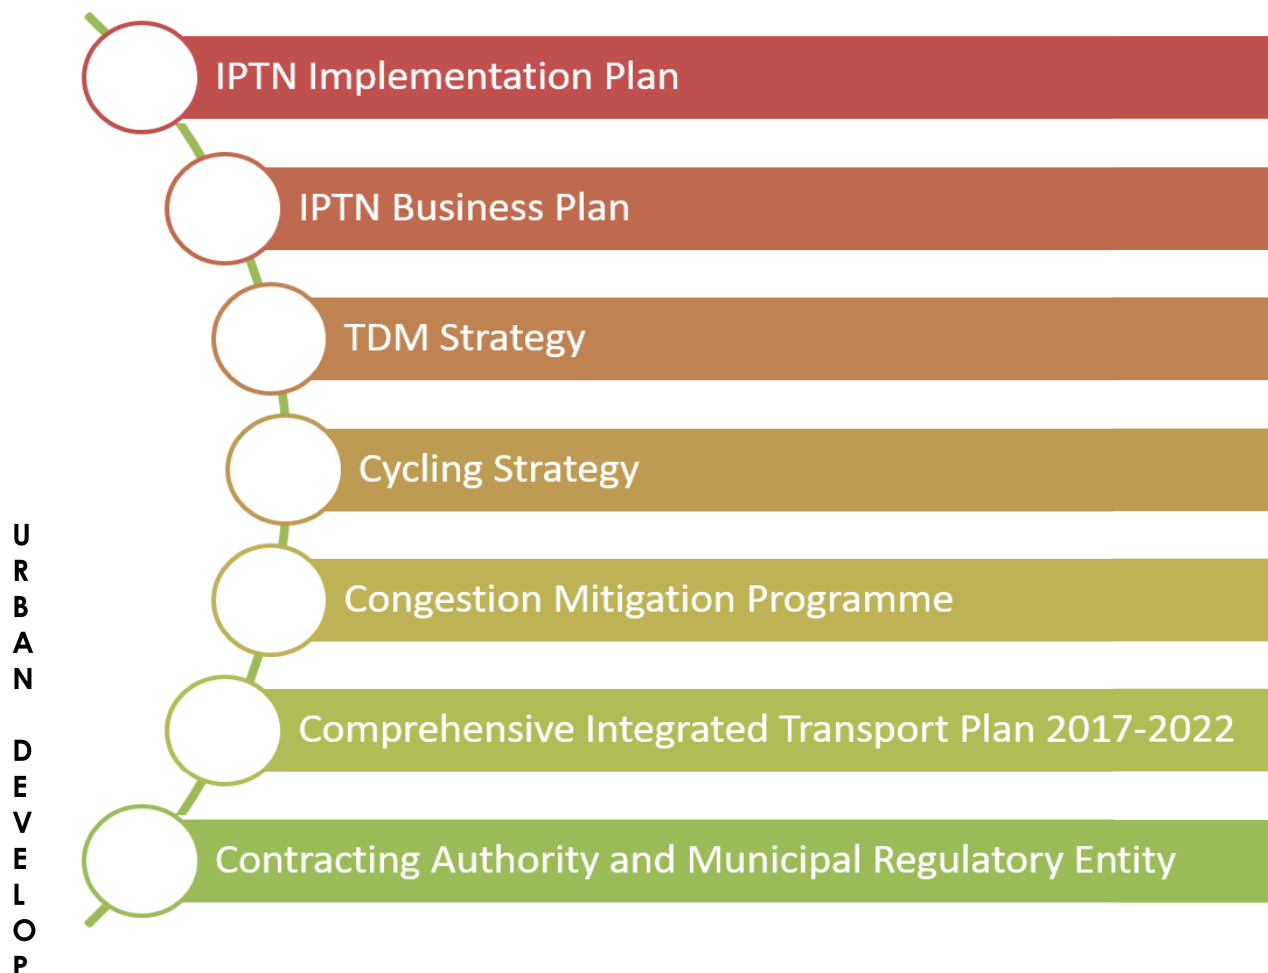 IPTN Implementation Plan
IPTN Business Plan
TDM Strategy
Cycling Strategy
Congestion Mitigation Programme
Comprehensive Integrated Transport Plan 2017-2022
Contracting Authority and Municipal Regulatory Entity
U
R
B
A
N
D
E
V
E
L
O
P